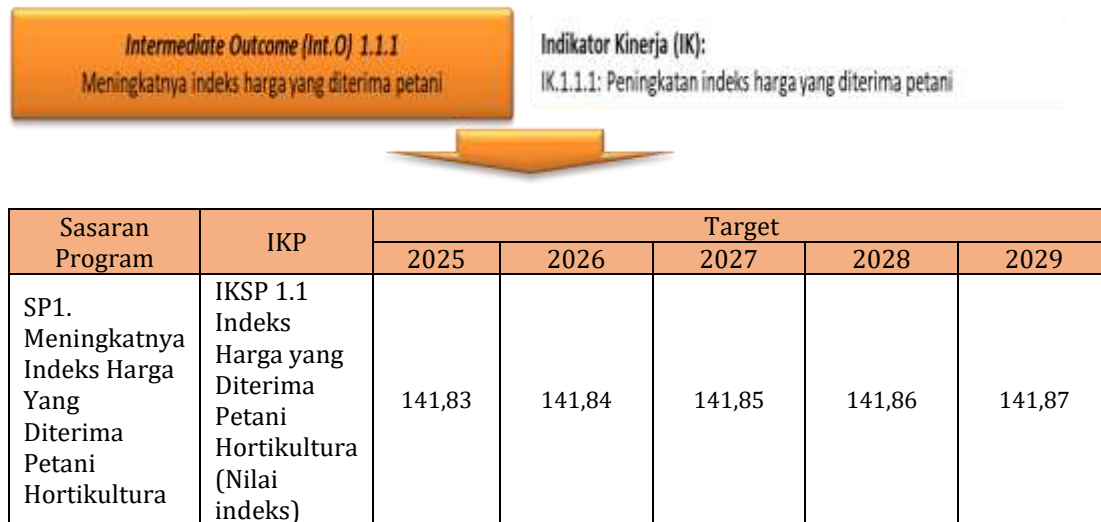 Intermediate Outcome (Int.O) 1.1.1
Meningkatnya indeks harga yang diterima petani
Indikator Kinerja (IK):
IK.1.1.1: Peningkatan indeks harga yang diterima petani
Sasaran
Program
IKP
Target
2025
2026
2027
2028
2029
SP1.
Meningkatnya
Indeks Harga
Yang
Diterima
Petani
Hortikultura
IKSP 1.1
Indeks
Harga yang
Diterima
Petani
Hortikultura
(Nilai
indeks)
141,83
141,84
141,85
141,86
141,87